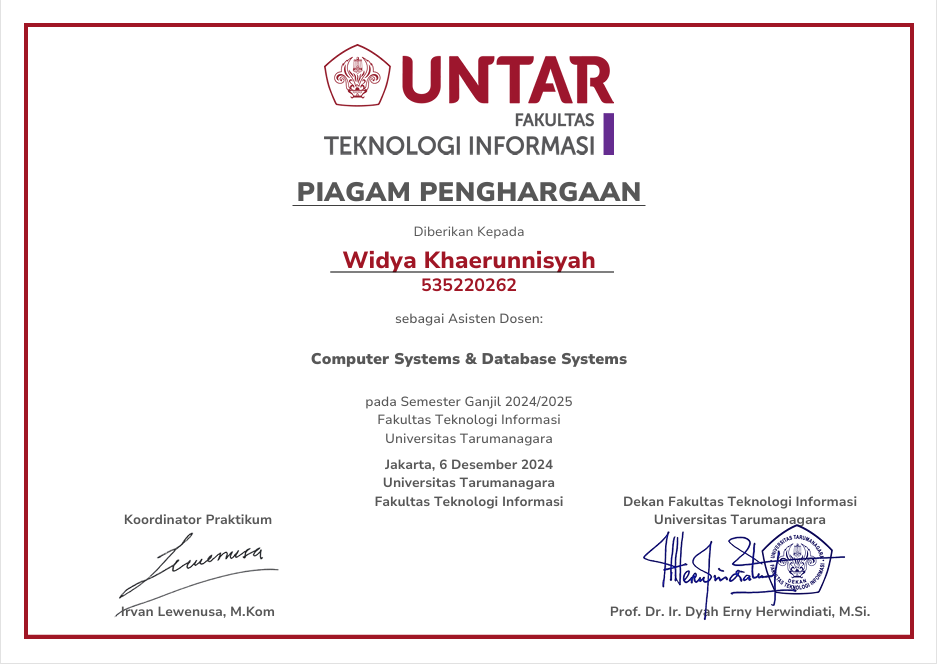 UNTAR
FAKULTAS
TEKNOLOGI INFORMASI
PIAGAM PENGHARGAAN
Diberikan Kepada
Widya Khaerunnisyah
535220262
sebagai Asisten Dosen:
Computer Systems & Database Systems
pada Semester Ganjil 2024/2025
Fakultas Teknologi Informasi
Universitas Tarumanagara
Jakarta, 6 Desember 2024
Universitas Tarumanagara
Fakultas Teknologi Informasi
Koordinator Praktikum
Lewenusa
Irvan Lewenusa, M.Kom
Dekan Fakultas Teknologi Informasi
Universitas Tarumanagara
UNIVERSITAS TARUMANAGARA
DEKAN
TEKNOLOGI INF
Prof. Dr. Ir. Dyah Erny Herwindiati, M.Si.